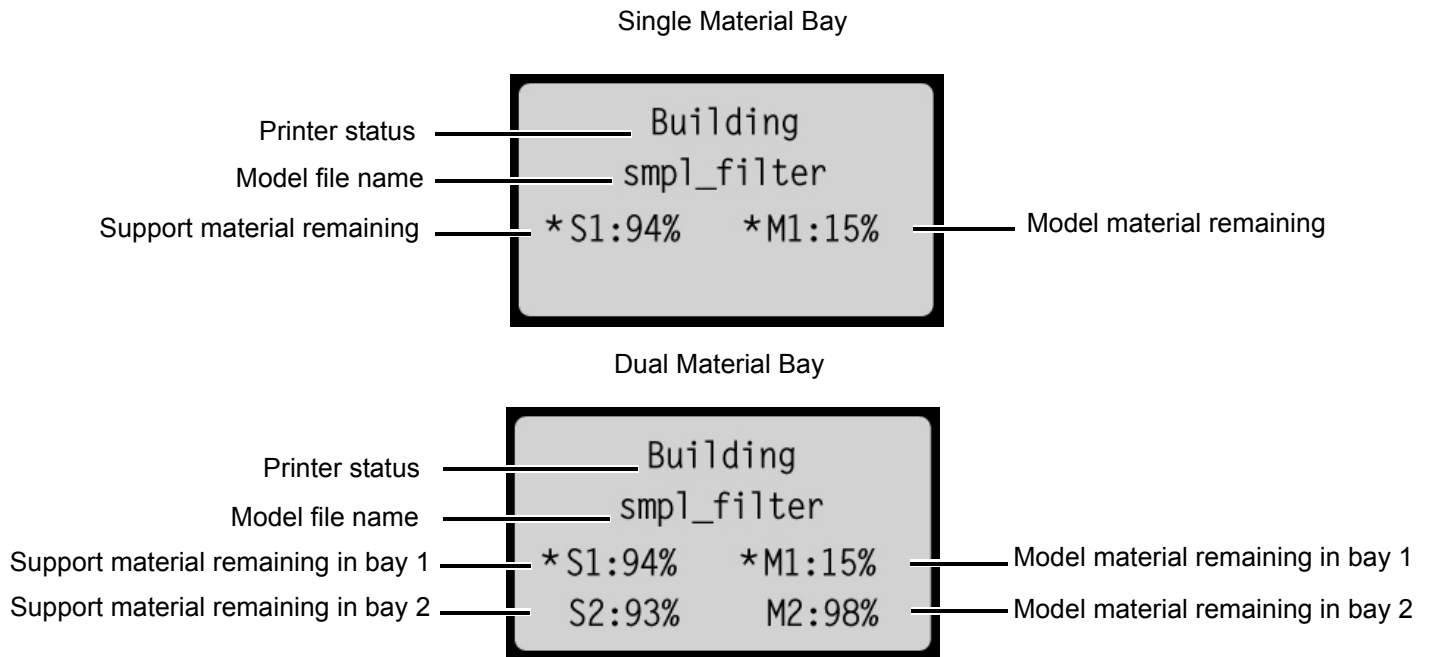 Single Material Bay
Printer status
Building
Model file name
smpl_filter
Support material remaining
*S1:94% *M1:15%
Model material remaining
Dual Material Bay
Printer status
Building
Model file name
smpl_filter
Support material remaining in bay 1
*S1:94% *M1:15%
Model material remaining in bay 1
Support material remaining in bay 2
S2:93% M2:98%
Model material remaining in bay 2